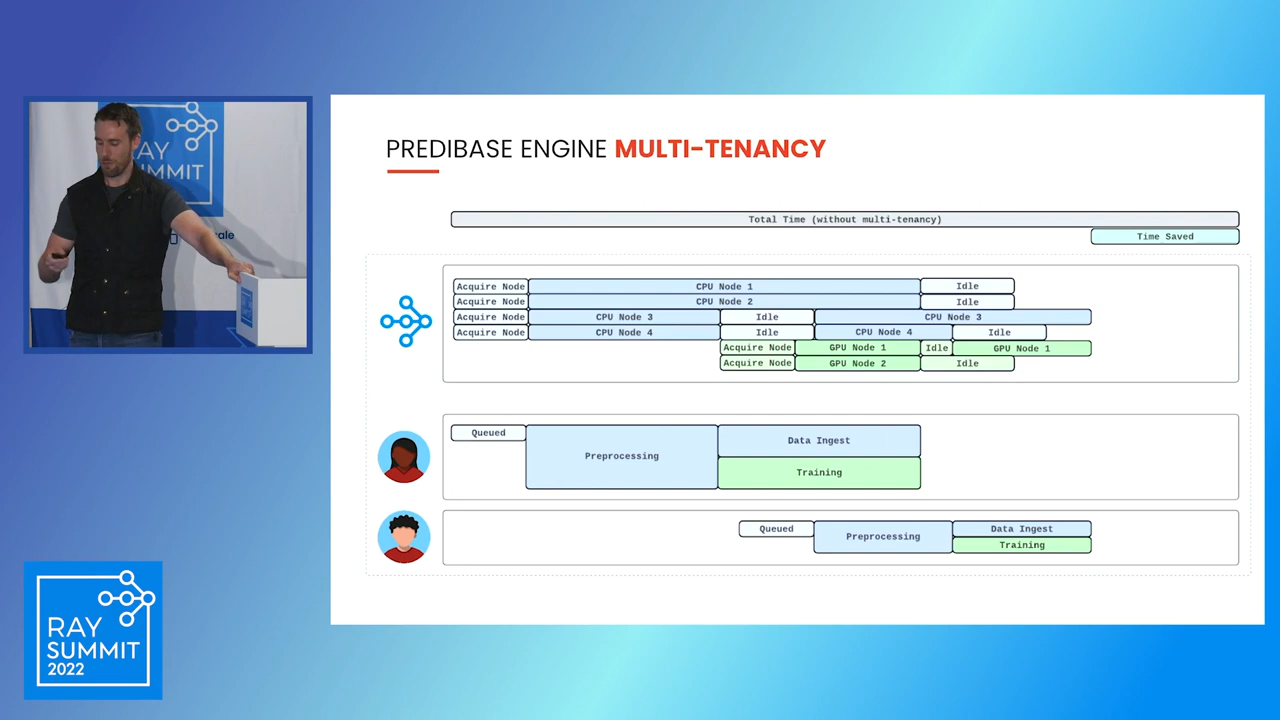 RAY
SUMMIT
cale
PREDIBASE ENGINE MULTI-TENANCY
Total Time (without multi-tenancy)
Time Saved
Acquire Node CPU Node 1 Idle
Acquire Node CPU Node 2 Idle
Acquire Node CPU Node 3 Idle CPU Node 3
Acquire Node CPU Node 4 Idle CPU Node 4 Idle
Acquire Node GPU Node 1 Idle GPU Node 1
Acquire Node GPU Node 2 Idle
Queued
Preprocessing
Data Ingest
Training
Queued
Preprocessing
Data Ingest
Training
RAY
SUMMIT
2022